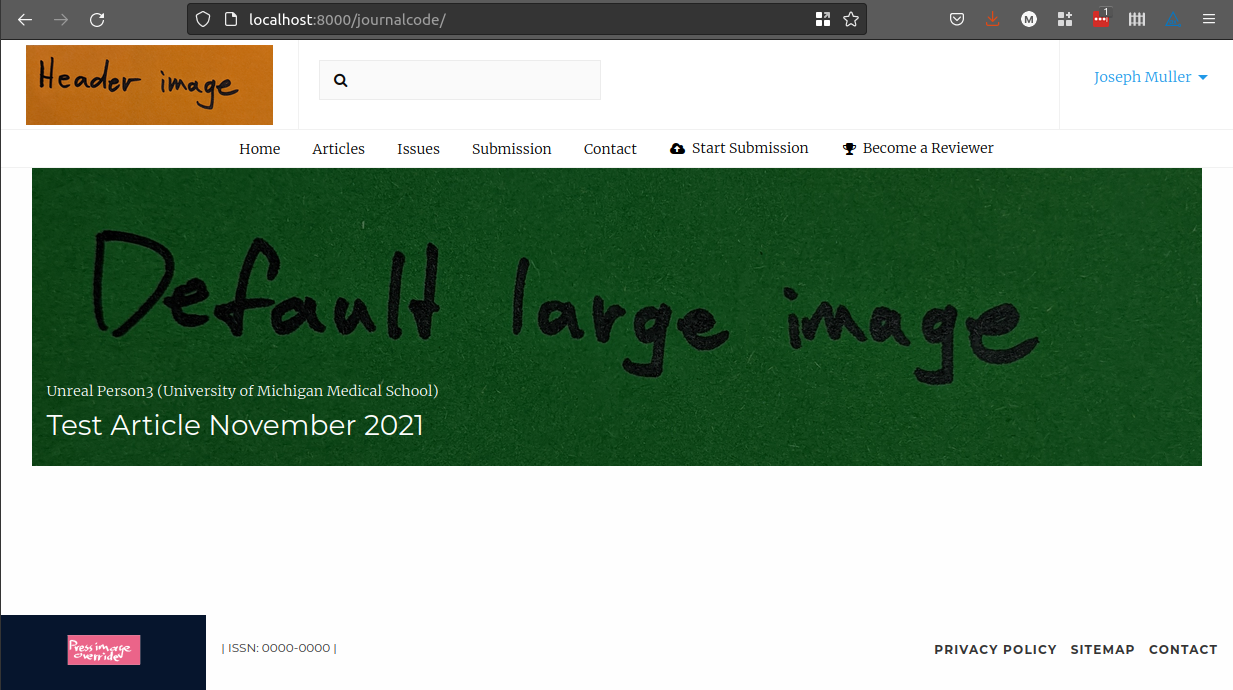 localhost:8000/journalcode/
M
1
Header image
Joseph Muller
Home Articles Issues Submission Contact Start Submission Become a Reviewer
Default large image
Unreal Person3 (University of Michigan Medical School)
Test Article November 2021
Press image
override
| ISSN: 0000-0000 |
PRIVACY POLICY SITEMAP CONTACT